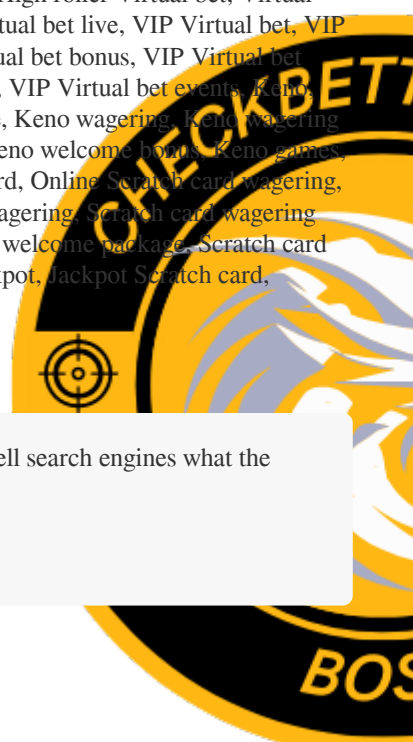 High roller Virtual bet, Virtual
tual bet live, VIP Virtual bet, VIP
ual bet bonus, VIP Virtual bet
, VIP Virtual bet events, Keno,
e, Keno wagering, Keno wagering
eno welcome bonus, Keno games,
rd, Online Scratch card wagering,
agering, Scratch card wagering
welcome package, Scratch card
kpot, Jackpot Scratch card,
CHECKBETT
ell search engines what the
BOS